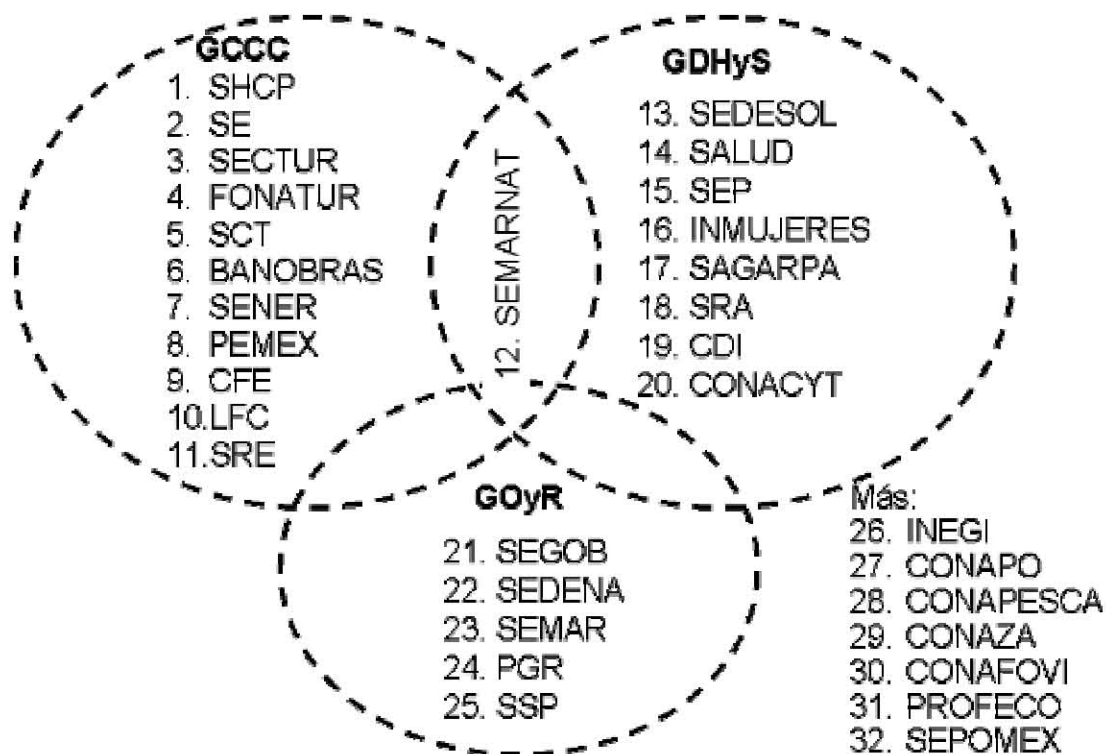 GCCC
1. SHCP
2. SE
3. SECTUR
4. FONATUR
5. SCT
6. BANOBRAS
7. SENER
8. PEMEX
9. CFE
10.LFC
11.SRE
12. SEMARNAT
GDHyS
13. SEDESOL
14. SALUD
15. SEP
16. INMUJERES
17. SAGARPA
18. SRA
19. CDI
20. CONACYT
GOyR
21. SEGOB
22. SEDENA
23. SEMAR
24. PGR
25. SSP
Más:
26. INEGI
27. CONAPO
28. CONAPESCA
29. CONAZA
30. CONAFOVI
31. PROFECO
32. SEPOMEX